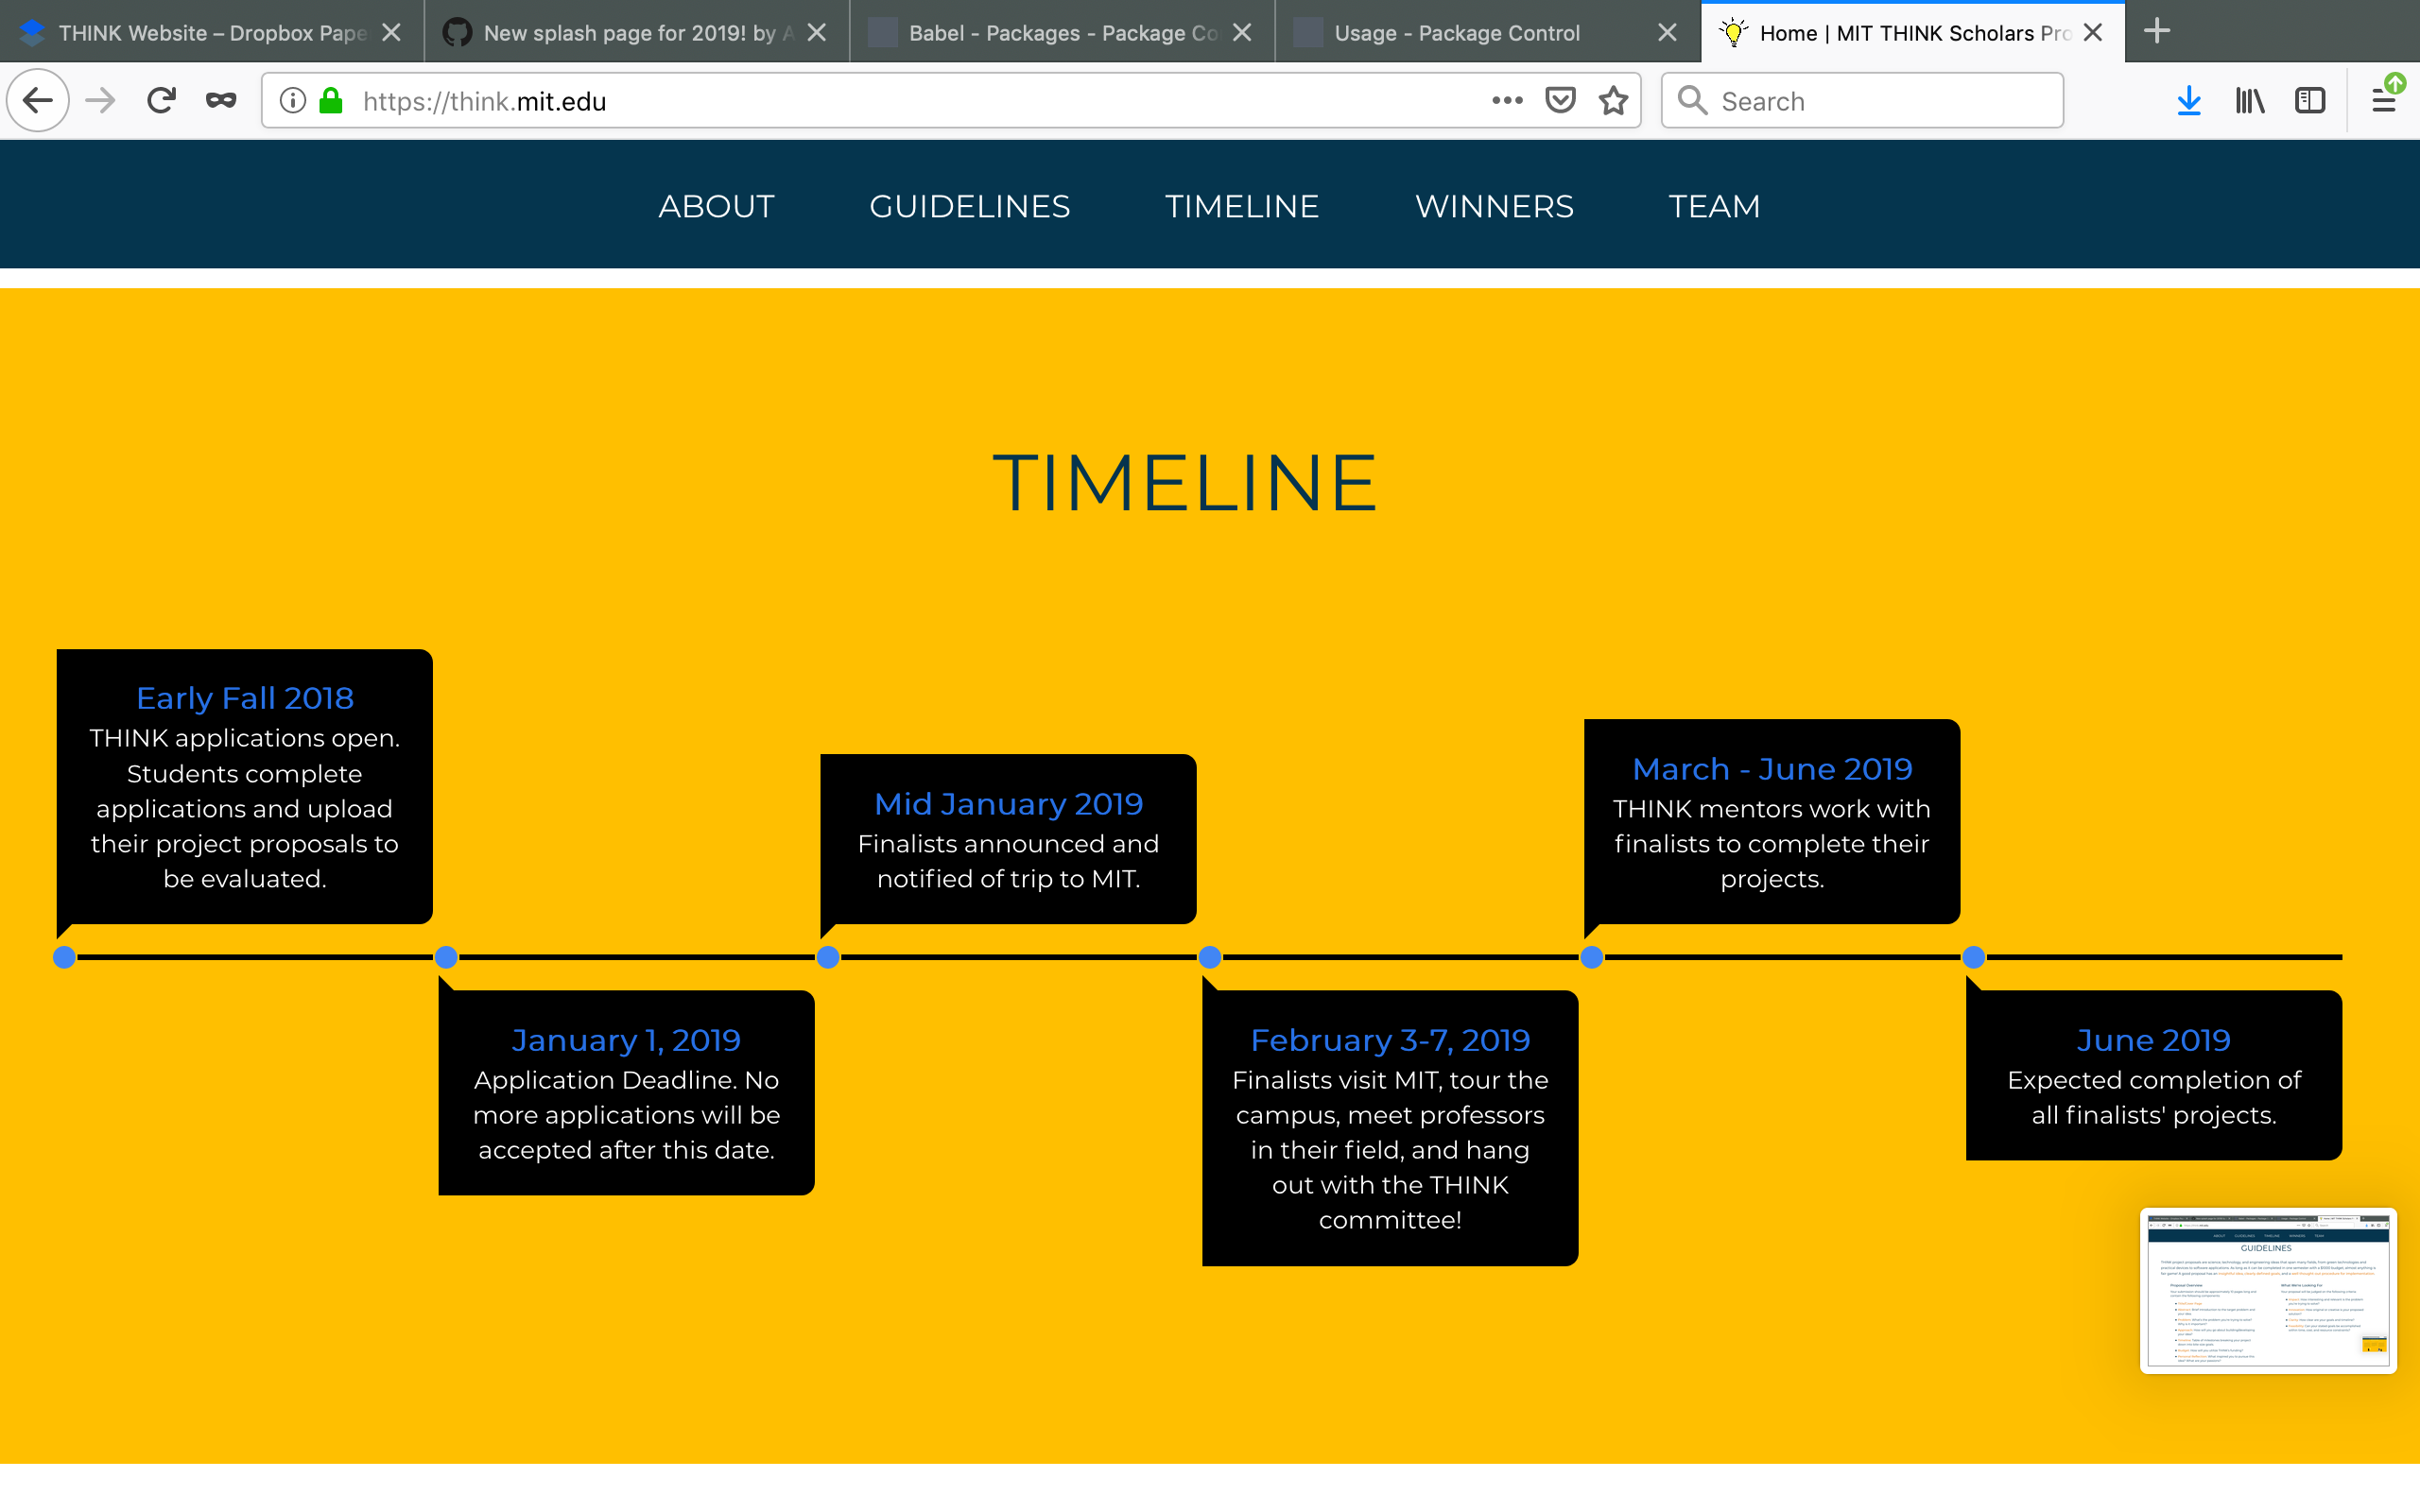 THINK Website – Dropbox Pape
New splash page for 2019! by A
Babel - Packages - Package Co
Usage - Package Control
Home | MIT THINK Scholars Pro
https://think.mit.edu
Search
ABOUT
GUIDELINES
TIMELINE
WINNERS
TEAM
TIMELINE
Early Fall 2018
THINK applications open.
Students complete
applications and upload
their project proposals to
be evaluated.
January 1, 2019
Application Deadline. No
more applications will be
accepted after this date.
Mid January 2019
Finalists announced and
notified of trip to MIT.
February 3-7, 2019
Finalists visit MIT, tour the
campus, meet professors
in their field, and hang
out with the THINK
committee!
March - June 2019
THINK mentors work with
finalists to complete their
projects.
June 2019
Expected completion of
all finalists' projects.
GUIDELINES